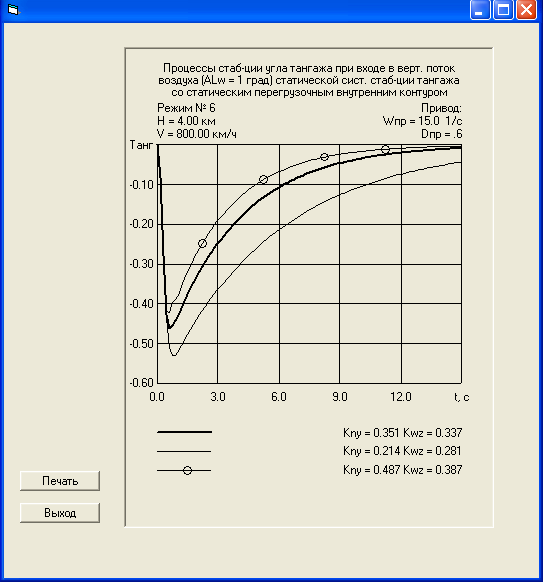 Процессы стаб-ции угла тангажа при входе в верт. поток
воздуха (ALw = 1 град) статической сист. стаб-ции тангажа
со статическим перегрузочным внутренним контуром
Режим № 6 Привод:
H = 4.00 км Wпр = 15.0 1/с
V = 800.00 км/ч Dпр = .6
Танг
-0.10
-0.20
-0.30
-0.40
-0.50
-0.60
0.0 3.0 6.0 9.0 12.0 t, с
Kny = 0.351 Kwz = 0.337
Kny = 0.214 Kwz = 0.281
Kny = 0.487 Kwz = 0.387
Печать
Выход